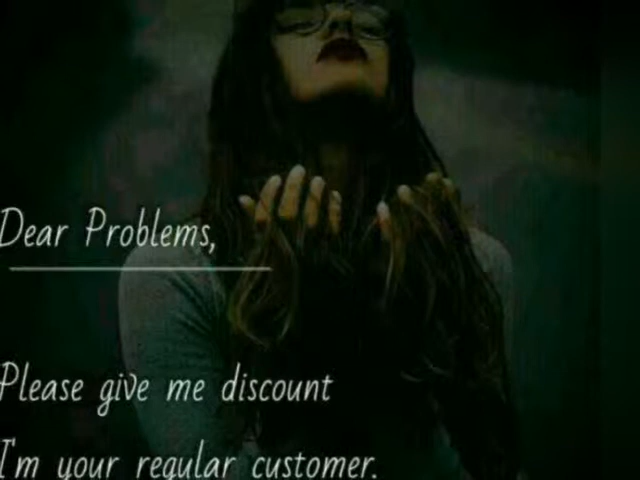 Dear Problems,
Please give me discount
I'm your regular customer.